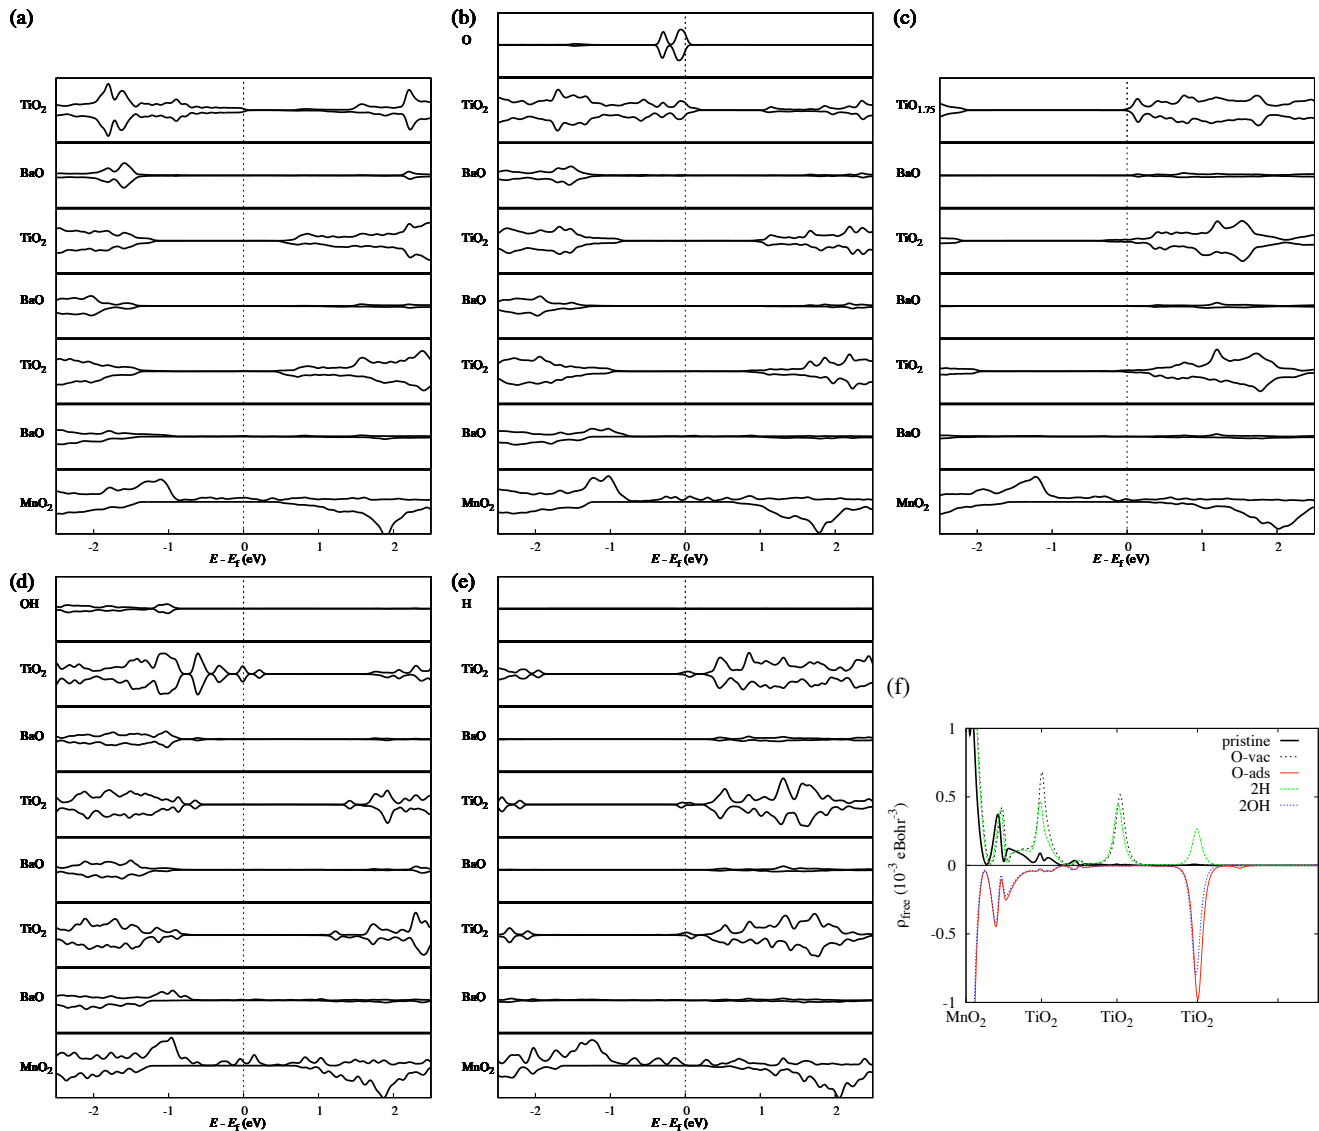 (a)
TiO2
BaO
TiO2
BaO
TiO2
BaO
MnO2
-2 -1 0 1 2
E - Ef (eV)
(b)
O
TiO2
BaO
TiO2
BaO
TiO2
BaO
MnO2
-2 -1 0 1 2
E - Ef (eV)
(c)
TiO1.75
BaO
TiO2
BaO
TiO2
BaO
MnO2
-2 -1 0 1 2
E - Ef (eV)
(d)
OH
TiO2
BaO
TiO2
BaO
TiO2
BaO
MnO2
-2 -1 0 1 2
E - Ef (eV)
(e)
H
TiO2
BaO
TiO2
BaO
TiO2
BaO
MnO2
-2 -1 0 1 2
E - Ef (eV)
(f)
pristine
O-vac
O-ads
2H
2OH
1
0.5
0
-0.5
-1
ρfree (10-3 eBohr-3)
MnO2 TiO2 TiO2 TiO2